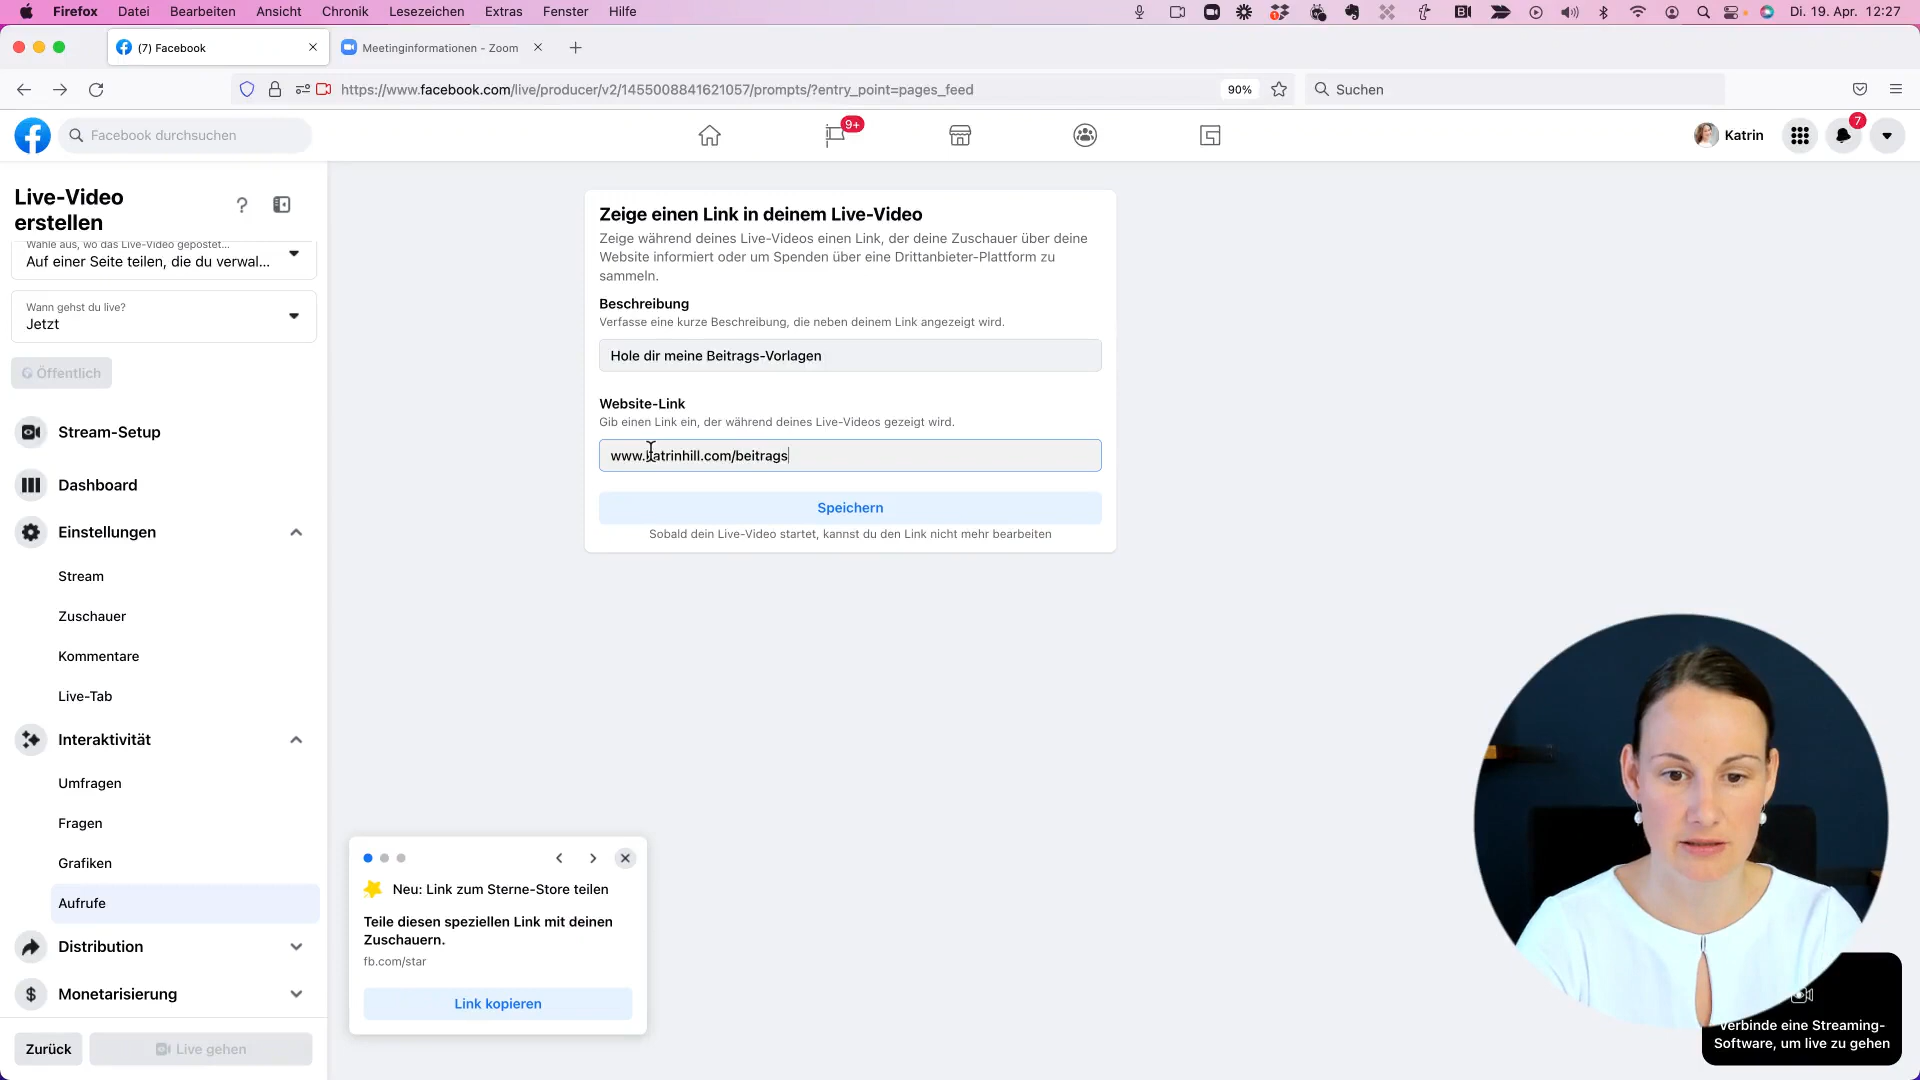 Firefox Datei Bearbeiten Ansicht Chronik Lesezeichen Extras Fenster Hilfe Di. 19. Apr. 12:27
(7) Facebook
Meetinginformationen - Zoom
https://www.facebook.com/live/producer/v2/1455008841621057/prompts/?entry_point=pages_feed
90%
Suchen
Facebook durchsuchen
9+
Katrin
7
Live-Video
erstellen
Wähle aus, wo das Live-Video gepostet...
Auf einer Seite teilen, die du verwal...
Wann gehst du live?
Jetzt
Öffentlich
Stream-Setup
Dashboard
Einstellungen
Stream
Zuschauer
Kommentare
Live-Tab
Interaktivität
Umfragen
Fragen
Grafiken
Aufrufe
Distribution
Monetarisierung
Zurück
Live gehen
Zeige einen Link in deinem Live-Video
Zeige während deines Live-Videos einen Link, der deine Zuschauer über deine
Website informiert oder um Spenden über eine Drittanbieter-Plattform zu
sammeln.
Beschreibung
Verfasse eine kurze Beschreibung, die neben deinem Link angezeigt wird.
Hole dir meine Beitrags-Vorlagen
Website-Link
Gib einen Link ein, der während deines Live-Videos gezeigt wird.
www.katrinhill.com/beitrags
Speichern
Sobald dein Live-Video startet, kannst du den Link nicht mehr bearbeiten
Neu: Link zum Sterne-Store teilen
Teile diesen speziellen Link mit deinen
Zuschauern.
fb.com/star
Link kopieren
Verbinde eine Streaming-
Software, um live zu gehen